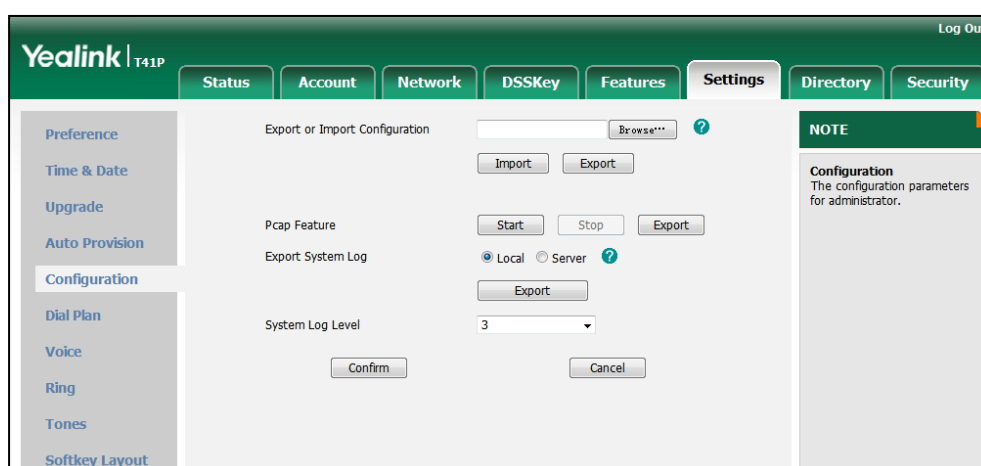 Log Ou
Yealink | T41P
Status Account Network DSSKey Features Settings Directory Security
Preference
Time & Date
Upgrade
Auto Provision
Configuration
Dial Plan
Voice
Ring
Tones
Softkey Layout
Export or Import Configuration Browse... ?
Import Export
Pcap Feature Start Stop Export
Export System Log Local Server ?
Export
System Log Level 3
Confirm Cancel
NOTE
Configuration
The configuration parameters
for administrator.